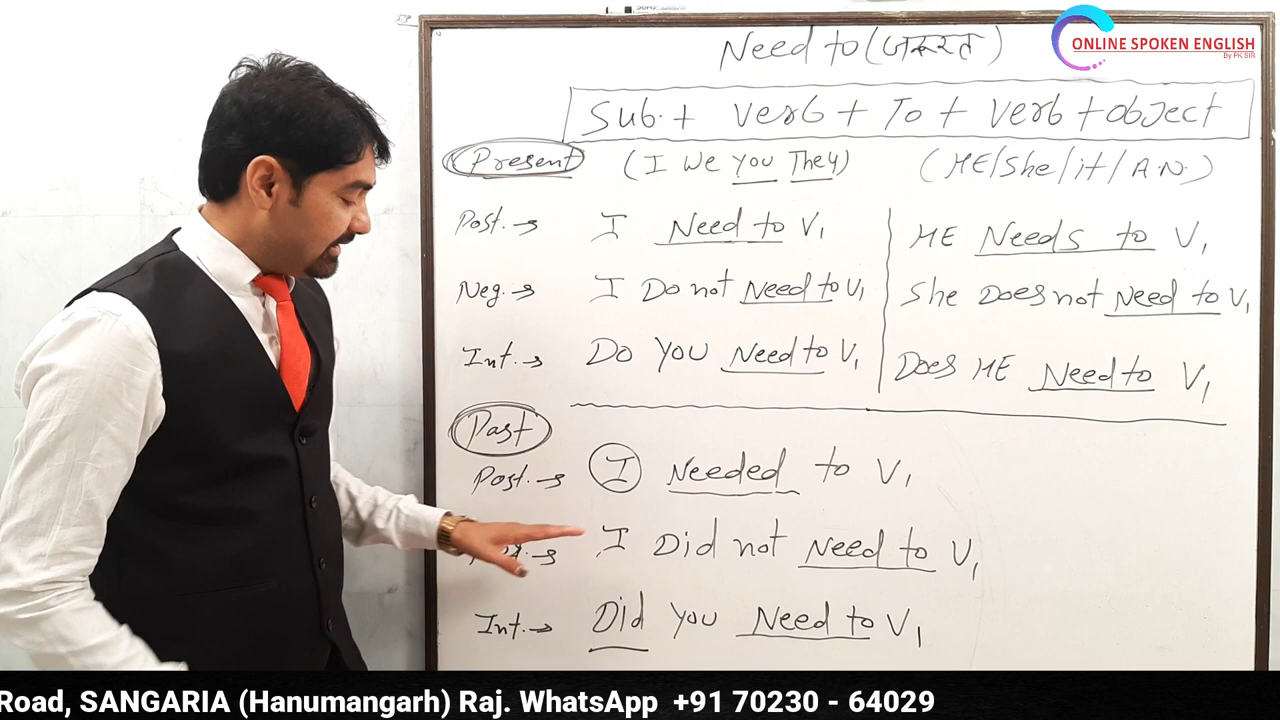 Need to (जरूरत)
ONLINE SPOKEN ENGLISH
By PK SIR
Sub. + Verb + To + Verb + Object
Present (I We You They) (HE/She/it/A.N.)
Post. → I Need to V1 HE Needs to V1
Neg. → I Do not Need to V1 She Does not Need to V1
Int. → Do You Need to V1 Does HE Need to V1
Past
Post. → I Needed to V1
I Did not Need to V1
Int. → Did you Need to V1
Road, SANGARIA (Hanumangarh) Raj. WhatsApp +91 70230 - 64029